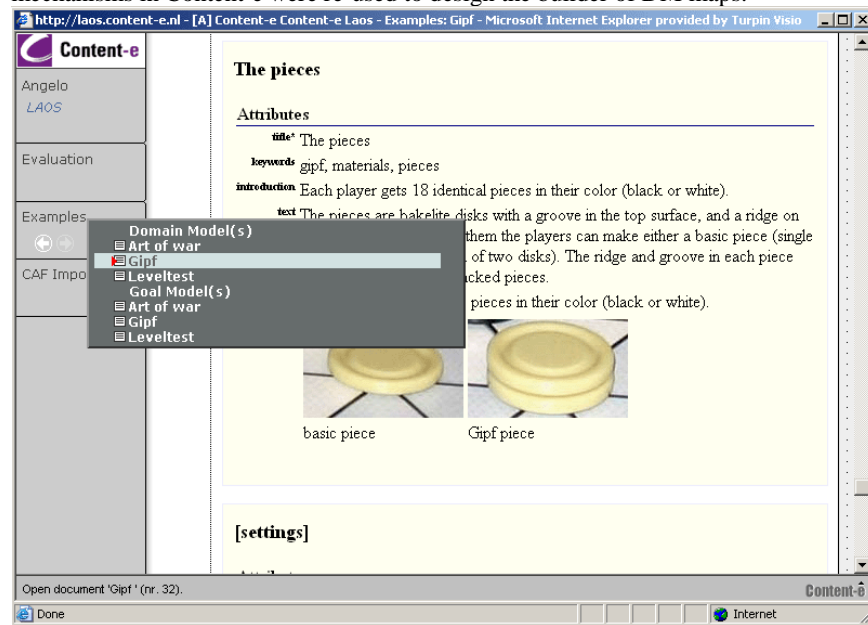 mechanisms in Content-e were re-used to design the builder of DM maps.
http://laos.content-e.nl - [A] Content-e Content-e Laos - Examples: Gipf - Microsoft Internet Explorer provided by Turpin Visio
Content-e
Angelo
LAOS
Evaluation
Examples
CAF Impo
Domain Model(s)
Art of war
Gipf
Leveltest
Goal Model(s)
Art of war
Gipf
Leveltest
The pieces
Attributes
title* The pieces
keywords gipf, materials, pieces
introduction Each player gets 18 identical pieces in their color (black or white).
text The pieces are bakelite disks with a groove in the top surface, and a ridge on
them the players can make either a basic piece (single
of two disks). The ridge and groove in each piece
cked pieces.
pieces in their color (black or white).
basic piece Gipf piece
[settings]
Open document 'Gipf ' (nr. 32).
Content-e
Done
Internet